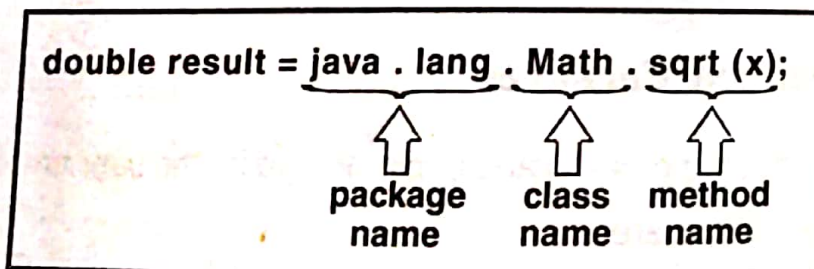 double result = java . lang . Math . sqrt (x);
package class method
name name name